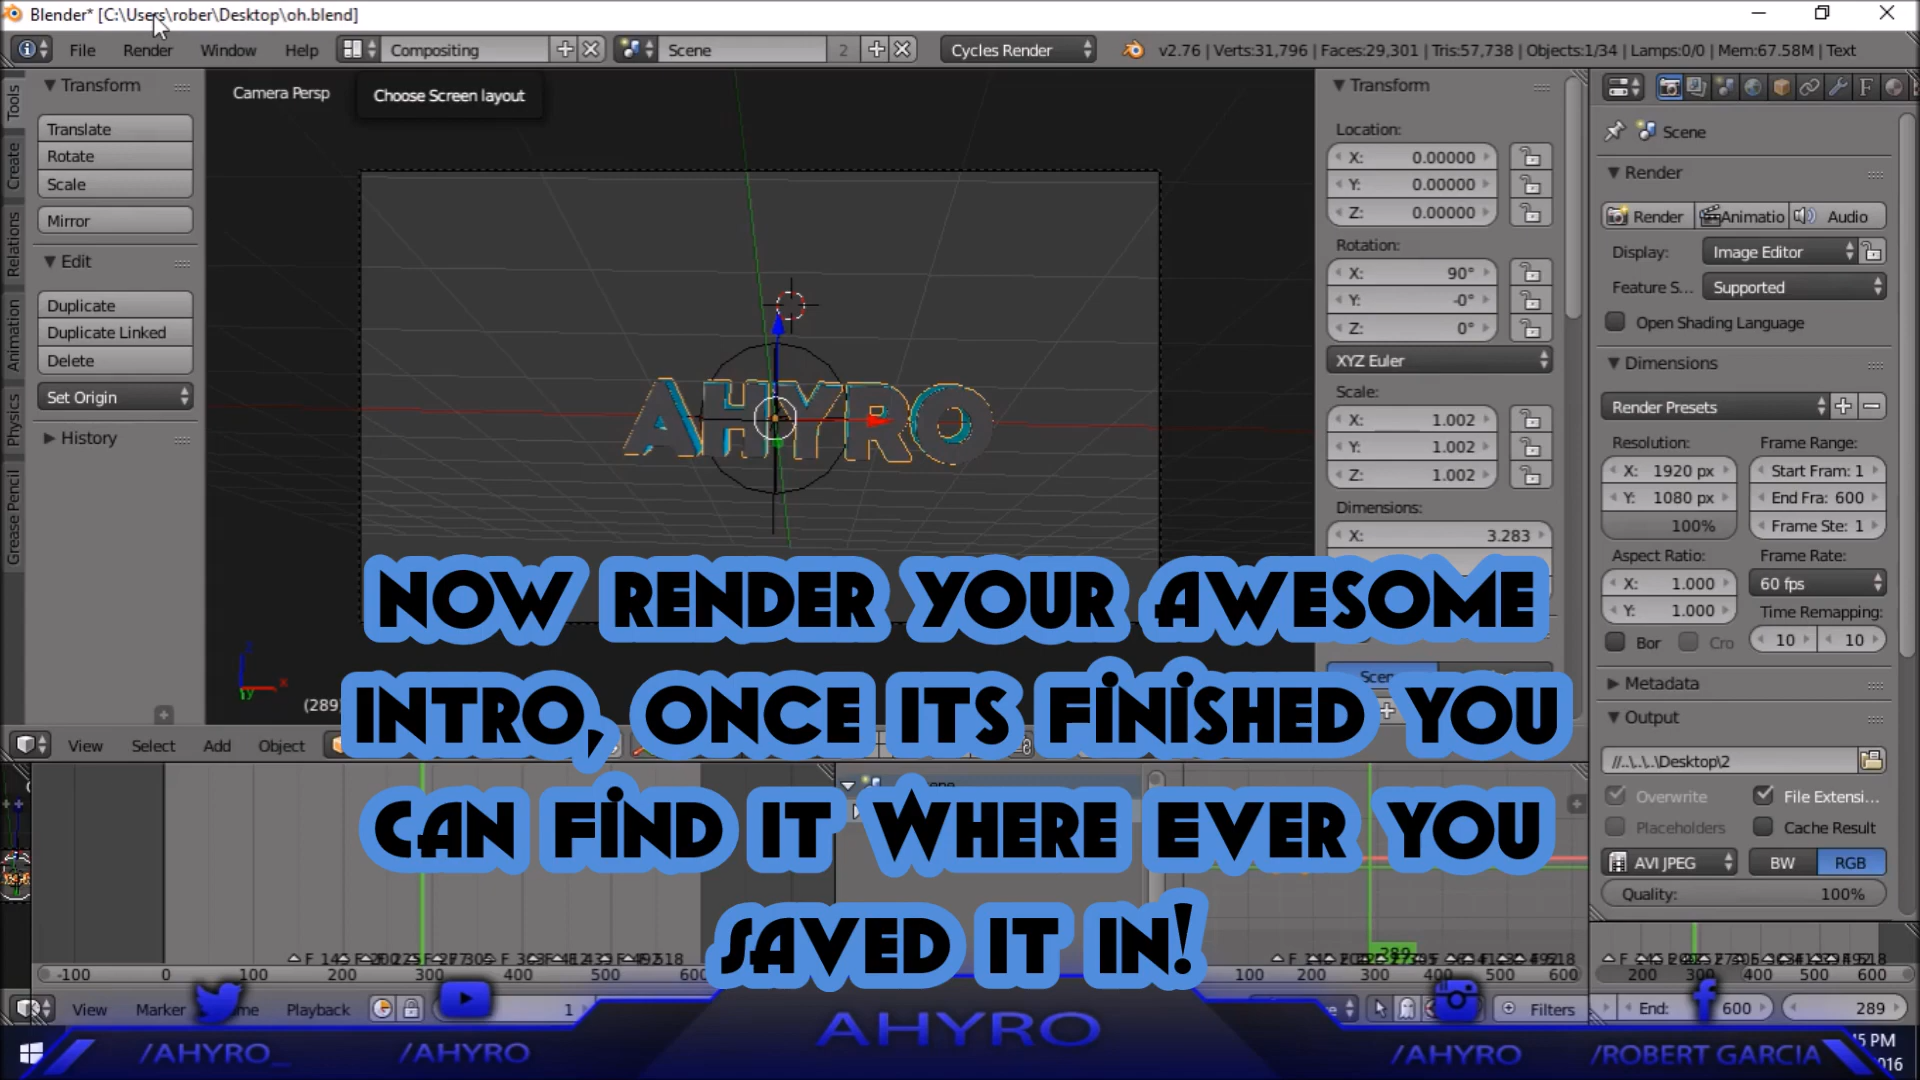 Blender* [C:\Users\rober\Desktop\oh.blend]
File Render Window Help Compositing Scene 2 Cycles Render v2.76 | Verts:31,796 | Faces:29,301 | Tris:57,738 | Objects:1/34 | Lamps:0/0 | Mem:67.58M | Text
Tools
Create
Relations
Animation
Physics
Grease Pencil
Transform
Translate
Rotate
Scale
Mirror
Edit
Duplicate
Duplicate Linked
Delete
Set Origin
History
Camera Persp
Choose Screen layout
AHYRO
(289)
Transform
Location:
X: 0.00000
Y: 0.00000
Z: 0.00000
Rotation:
X: 90°
Y: -0°
Z: 0°
XYZ Euler
Scale:
X: 1.002
Y: 1.002
Z: 1.002
Dimensions:
X: 3.283
Scene
Render
Render Animatio Audio
Display: Image Editor
Feature S... Supported
Open Shading Language
Dimensions
Render Presets
Resolution: Frame Range:
X: 1920 px Start Fram: 1
Y: 1080 px End Fra: 600
100% Frame Ste: 1
Aspect Ratio: Frame Rate:
X: 1.000 60 fps
Y: 1.000 Time Remapping:
Bor Cro 10 10
Metadata
Output
//..\..\..\Desktop\2
Overwrite File Extensi...
Placeholders Cache Result
AVI JPEG BW RGB
Quality: 100%
NOW RENDER YOUR AWESOME
INTRO, ONCE ITS FINISHED YOU
CAN FIND IT WHERE EVER YOU
SAVED IT IN!
View Select Add Object
-100 0 100 200 300 400 500 600
289
100 200 300 400 500 600
200 300 400 500 600
View Marker Playback 1
Filters
End: 600 289
AHYRO
/AHYRO_ /AHYRO /AHYRO /ROBERT GARCIA